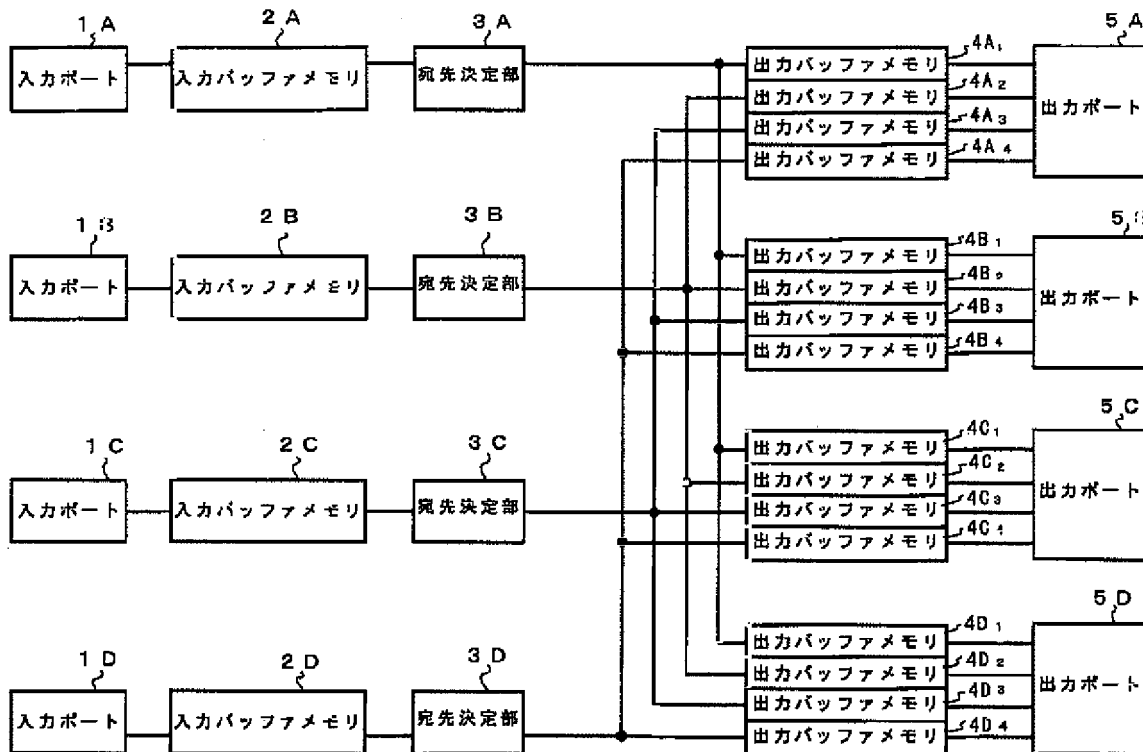 1A 2A 3A 5A
入力ポート 入力バッファメモリ 宛先決定部 出力バッファメモリ 4A₁ 出力ポート
出力バッファメモリ 4A₂
出力バッファメモリ 4A₃
出力バッファメモリ 4A₄
1B 2B 3B 5B
入力ポート 入力バッファメモリ 宛先決定部 出力バッファメモリ 4B₁ 出力ポート
出力バッファメモリ 4B₂
出力バッファメモリ 4B₃
出力バッファメモリ 4B₄
1C 2C 3C 5C
入力ポート 入力バッファメモリ 宛先決定部 出力バッファメモリ 4C₁ 出力ポート
出力バッファメモリ 4C₂
出力バッファメモリ 4C₃
出力バッファメモリ 4C₄
1D 2D 3D 5D
入力ポート 入力バッファメモリ 宛先決定部 出力バッファメモリ 4D₁ 出力ポート
出力バッファメモリ 4D₂
出力バッファメモリ 4D₃
出力バッファメモリ 4D₄